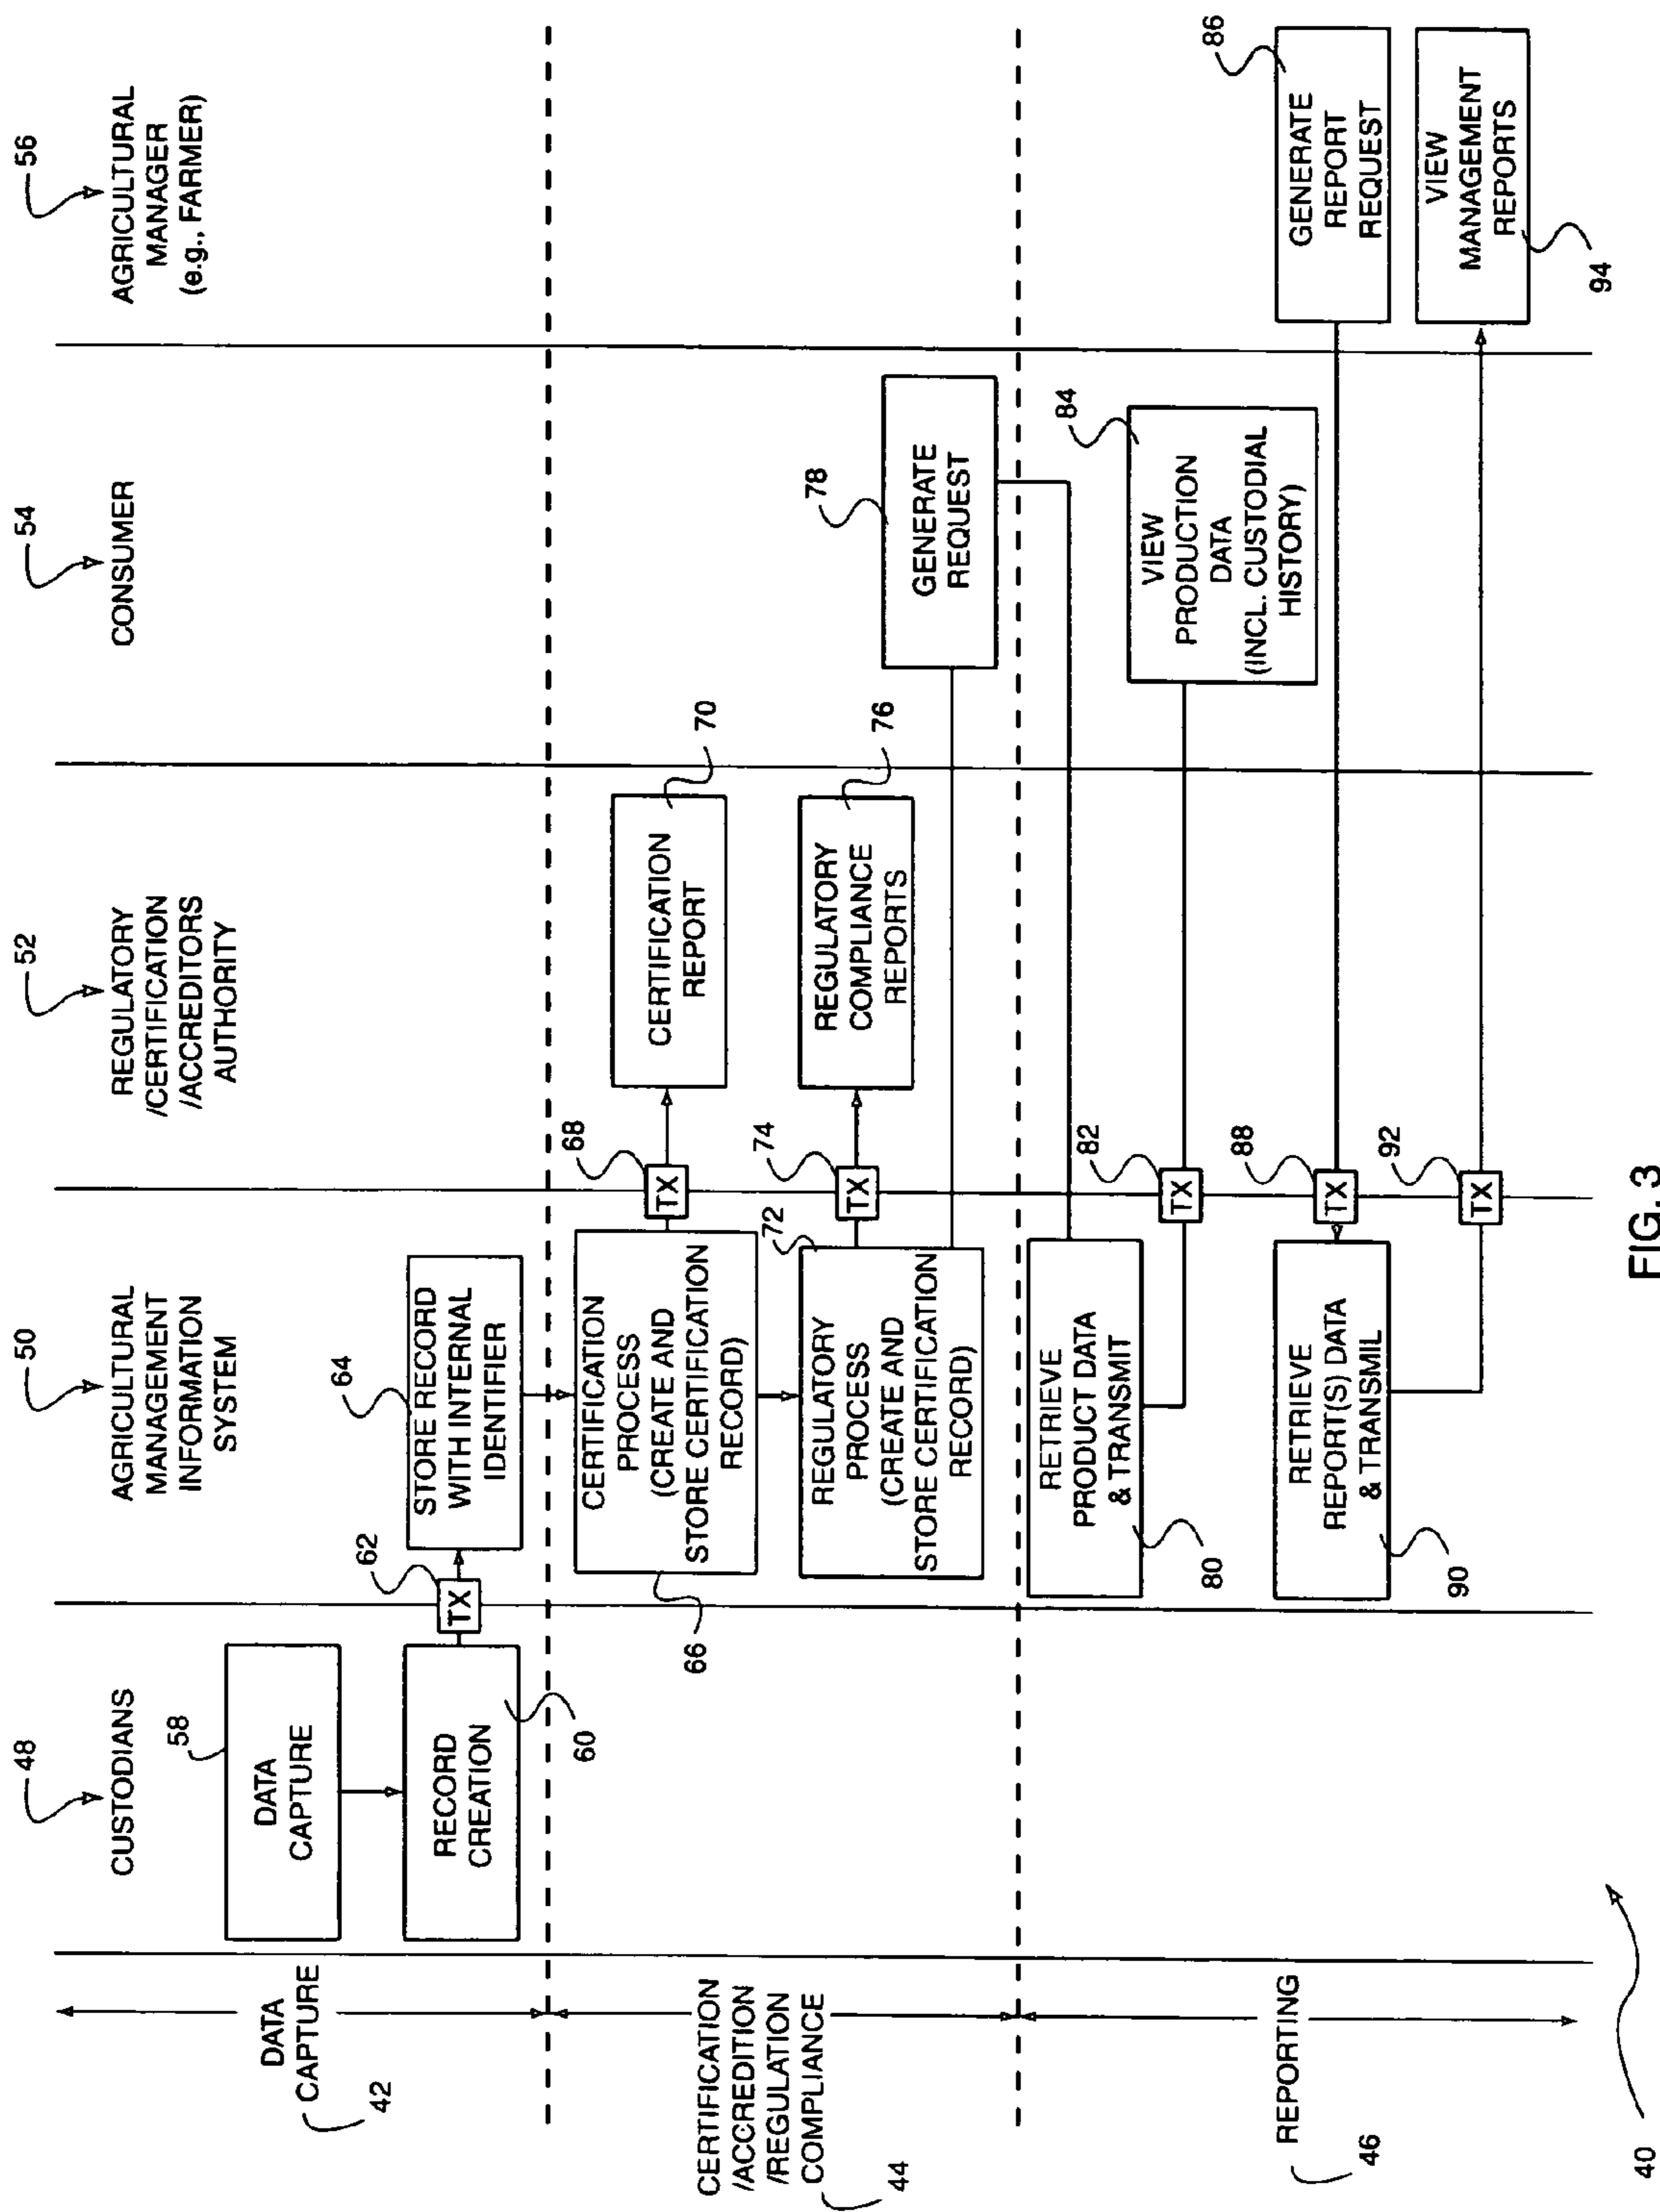 48
CUSTODIANS
50
AGRICULTURAL
MANAGEMENT
INFORMATION
SYSTEM
52
REGULATORY
/CERTIFICATION
/ACCREDITORS
AUTHORITY
54
CONSUMER
56
AGRICULTURAL
MANAGER
(e.g., FARMER)
DATA
CAPTURE
42
58
DATA
CAPTURE
RECORD
CREATION
60
62
TX
64
STORE RECORD
WITH INTERNAL
IDENTIFIER
CERTIFICATION
/ACCREDITION
/REGULATION
COMPLIANCE
44
CERTIFICATION
PROCESS
(CREATE AND
STORE CERTIFICATION
RECORD)
66
68
TX
CERTIFICATION
REPORT
70
72
REGULATORY
PROCESS
(CREATE AND
STORE CERTIFICATION
RECORD)
74
TX
REGULATORY
COMPLIANCE
REPORTS
76
78
GENERATE
REQUEST
REPORTING
46
RETRIEVE
PRODUCT DATA
& TRANSMIT
80
82
TX
84
VIEW
PRODUCTION
DATA
(INCL. CUSTODIAL
HISTORY)
86
GENERATE
REPORT
REQUEST
88
TX
RETRIEVE
REPORT(S) DATA
& TRANSMIL
90
92
TX
VIEW
MANAGEMENT
REPORTS
94
40
FIG. 3